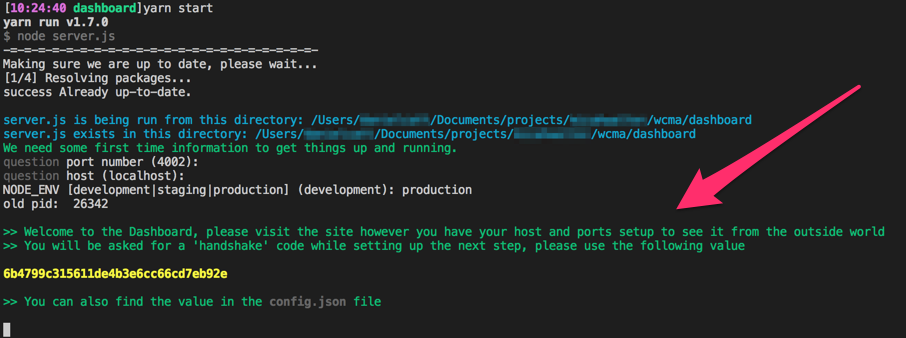 [10:24:40 dashboard]yarn start
yarn run v1.7.0
$ node server.js
-=-=-=-=-=-=-=-=-=-=-=-=-=-=-=-=-=-=-=-=-=-=-
Making sure we are up to date, please wait...
[1/4] Resolving packages...
success Already up-to-date.
server.js is being run from this directory: /Users/ /Documents/projects/ /wcma/dashboard
server.js exists in this directory: /Users/ /Documents/projects/ /wcma/dashboard
We need some first time information to get things up and running.
question port number (4002):
question host (localhost):
NODE_ENV [development|staging|production] (development): production
old pid:  26342
>> Welcome to the Dashboard, please visit the site however you have your host and ports setup to see it from the outside world
>> You will be asked for a 'handshake' code while setting up the next step, please use the following value
6b4799c315611de4b3e6cc66cd7eb92e
>> You can also find the value in the config.json file